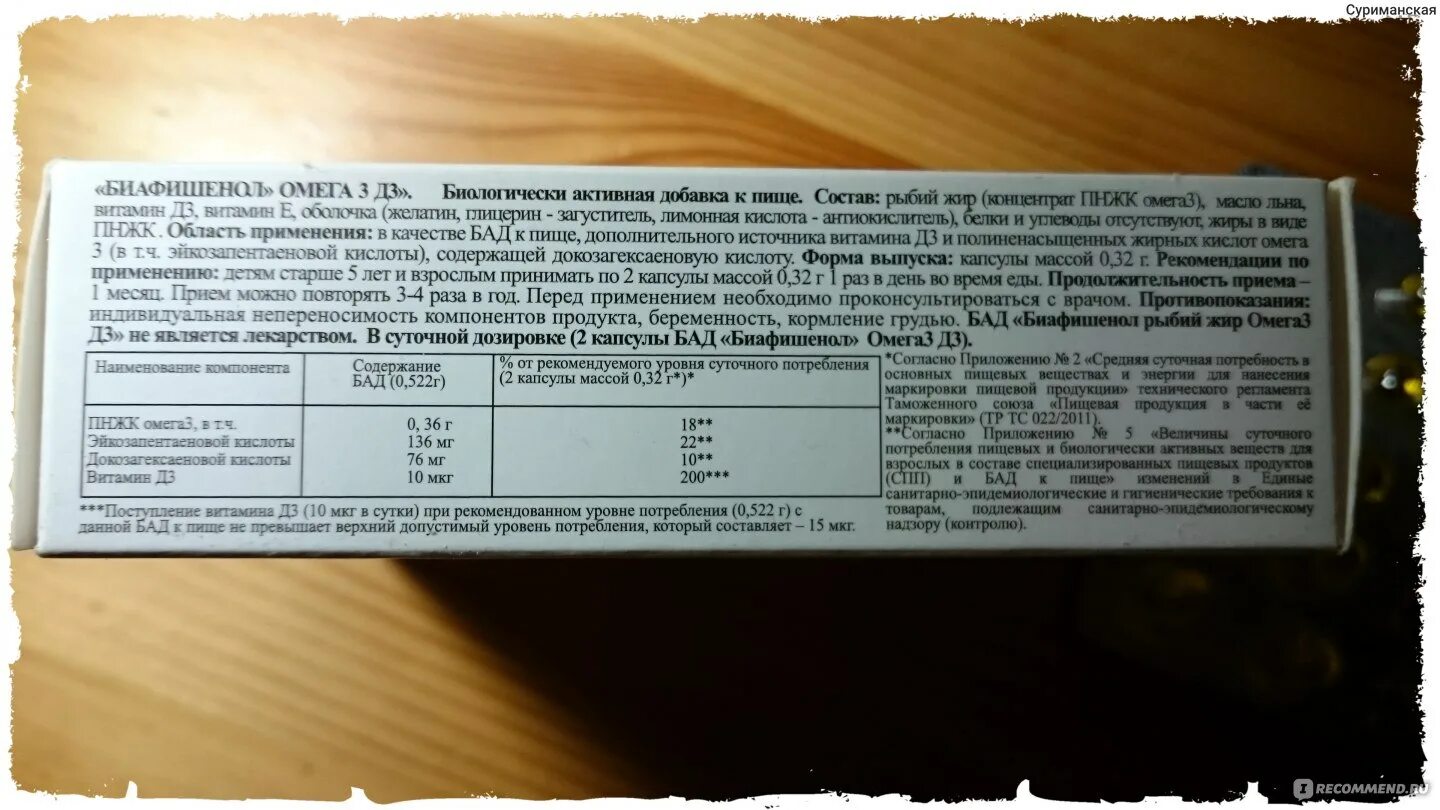 Суриманская
«БИАФИШЕНОЛ» ОМЕГА 3 Д3». Биологически активная добавка к пище. Состав: рыбий жир (концентрат ПНЖК омега3), масло льна,
витамин Д3, витамин Е, оболочка (желатин, глицерин - загуститель, лимонная кислота - антиокислитель), белки и углеводы отсутствуют, жиры в виде
ПНЖК . Область применения: в качестве БАД к пище, дополнительного источника витамина Д3 и полиненасыщенных жирных кислот омега
3 (в т.ч. эйкозапентаеновой кислоты), содержащей докозагексаеновую кислоту. Форма выпуска: капсулы массой 0,32 г. Рекомендации по
применению: детям старше 5 лет и взрослым принимать по 2 капсулы массой 0,32 г 1 раз в день во время еды. Продолжительность приема –
1 месяц. Прием можно повторять 3-4 раза в год. Перед применением необходимо проконсультироваться с врачом. Противопоказания:
индивидуальная непереносимость компонентов продукта, беременность, кормление грудью. БАД «Биафишенол рыбий жир Омега3
Д3» не является лекарством. В суточной дозировке (2 капсулы БАД «Биафишенол» Омега3 Д3).
Наименование компонента
Содержание
БАД (0,522г)
% от рекомендуемого уровня суточного потребления
(2 капсулы массой 0,32 г*)*
ПНЖК омега3, в т.ч. 0, 36 г 18**
Эйкозапентаеновой кислоты 136 мг 22**
Докозагексаеновой кислоты 76 мг 10**
Витамин Д3 10 мкг 200***
***Поступление витамина Д3 (10 мкг в сутки) при рекомендованном уровне потребления (0,522 г) с
данной БАД к пище не превышает верхний допустимый уровень потребления, который составляет – 15 мкг.
*Согласно Приложению № 2 «Средняя суточная потребность в
основных пищевых веществах и энергии для нанесения
маркировки пищевой продукции» технического регламента
Таможенного союза «Пищевая продукция в части её
маркировки» (ТР ТС 022/2011).
**Согласно Приложению № 5 «Величины суточного
потребления пищевых и биологически активных веществ для
взрослых в составе специализированных пищевых продуктов
(СПП) и БАД к пище» изменений в Единые
санитарно-эпидемиологические и гигиенические требования к
товарам, подлежащим санитарно-эпидемиологическому
надзору (контролю).
IRECOMMEND.RU